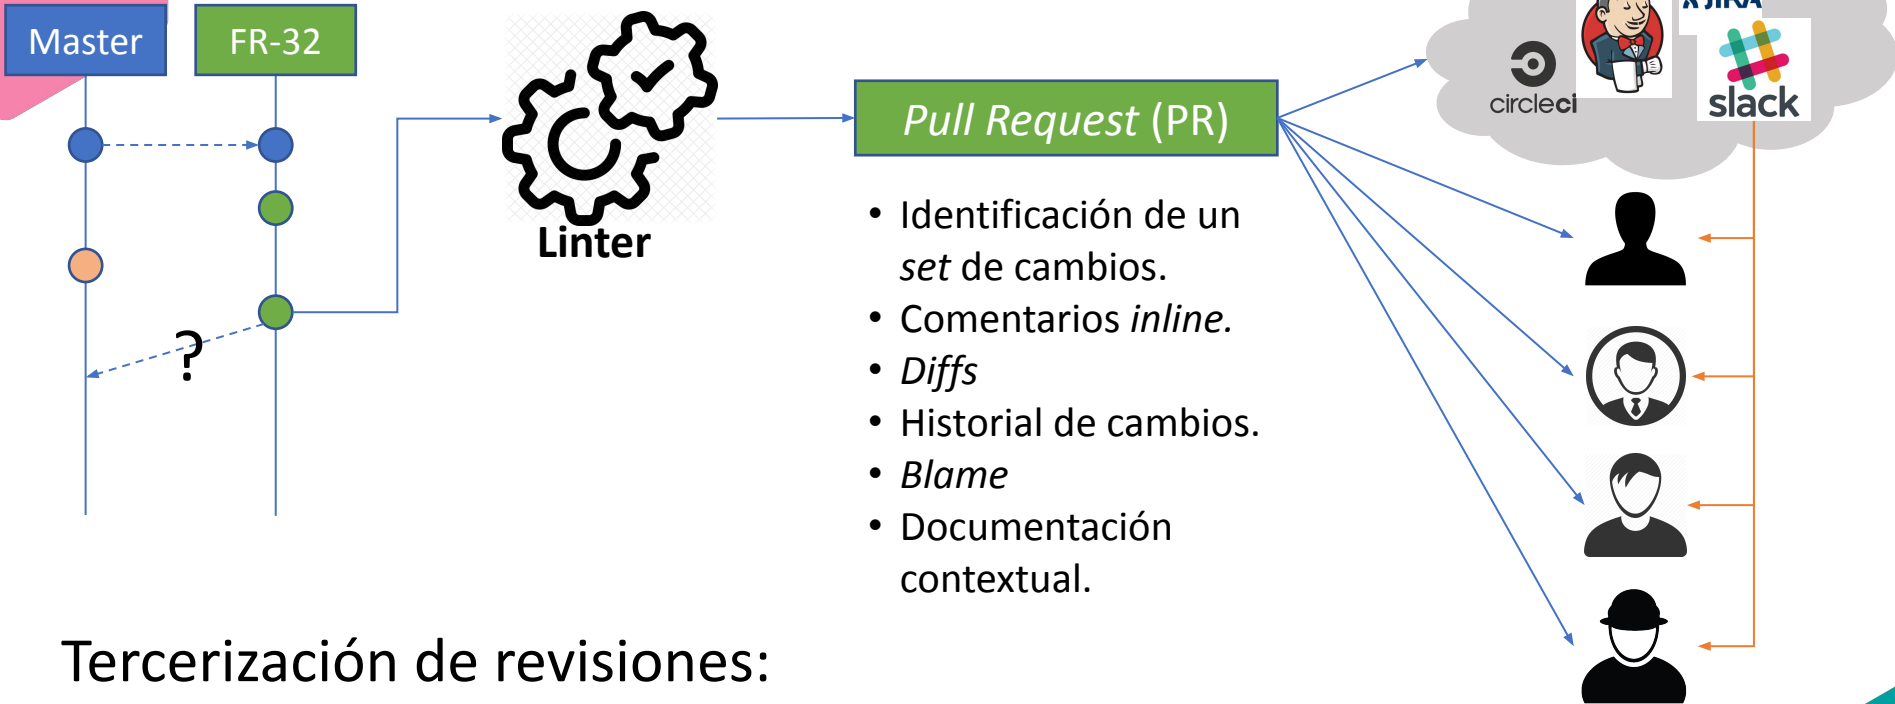 Master
FR-32
Linter
?
Pull Request (PR)
• Identificación de un
set de cambios.
• Comentarios inline.
• Diffs
• Historial de cambios.
• Blame
• Documentación
contextual.
circleci
JIRA
slack
Tercerización de revisiones: